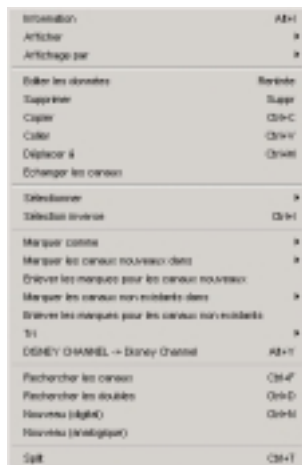 Information Alt+I
Afficher
Affichage par
Editer les données Rentrée
Supprimer Suppr
Copier Ctrl+C
Coller Ctrl+V
Déplacer à Ctrl+M
Echanger les canaux
Sélectionner
Sélection inverse Ctrl+I
Marquer comme
Marquer les canaux nouveaux dans
Enlever les marques pour les canaux nouveaux
Marquer les canaux non existants dans
Enlever les marques pour les canaux non existants
Tri
DISNEY CHANNEL -> Disney Channel Alt+Y
Rechercher les canaux Ctrl+F
Rechercher les doubles Ctrl+D
Nouveau (digital) Ctrl+N
Nouveau (analogique)
Split Ctrl+T